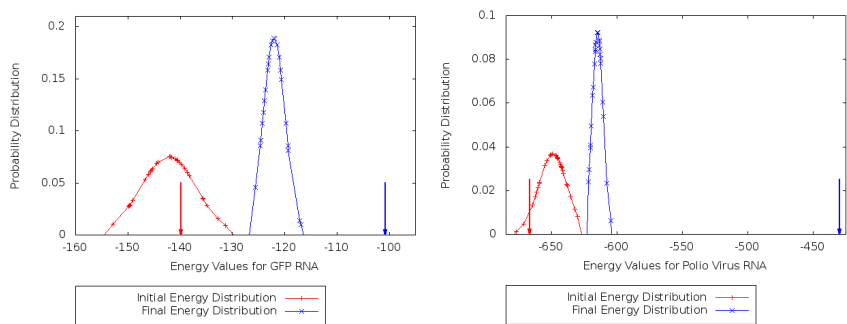 0.2
0.15
0.1
0.05
0
Probability Distribution
-160
-150
-140
-130
-120
-110
-100
Energy Values for GFP RNA
Initial Energy Distribution
Final Energy Distribution
0.1
0.08
0.06
0.04
0.02
0
Probability Distribution
-650
-600
-550
-500
-450
Energy Values for Polio Virus RNA
Initial Energy Distribution
Final Energy Distribution